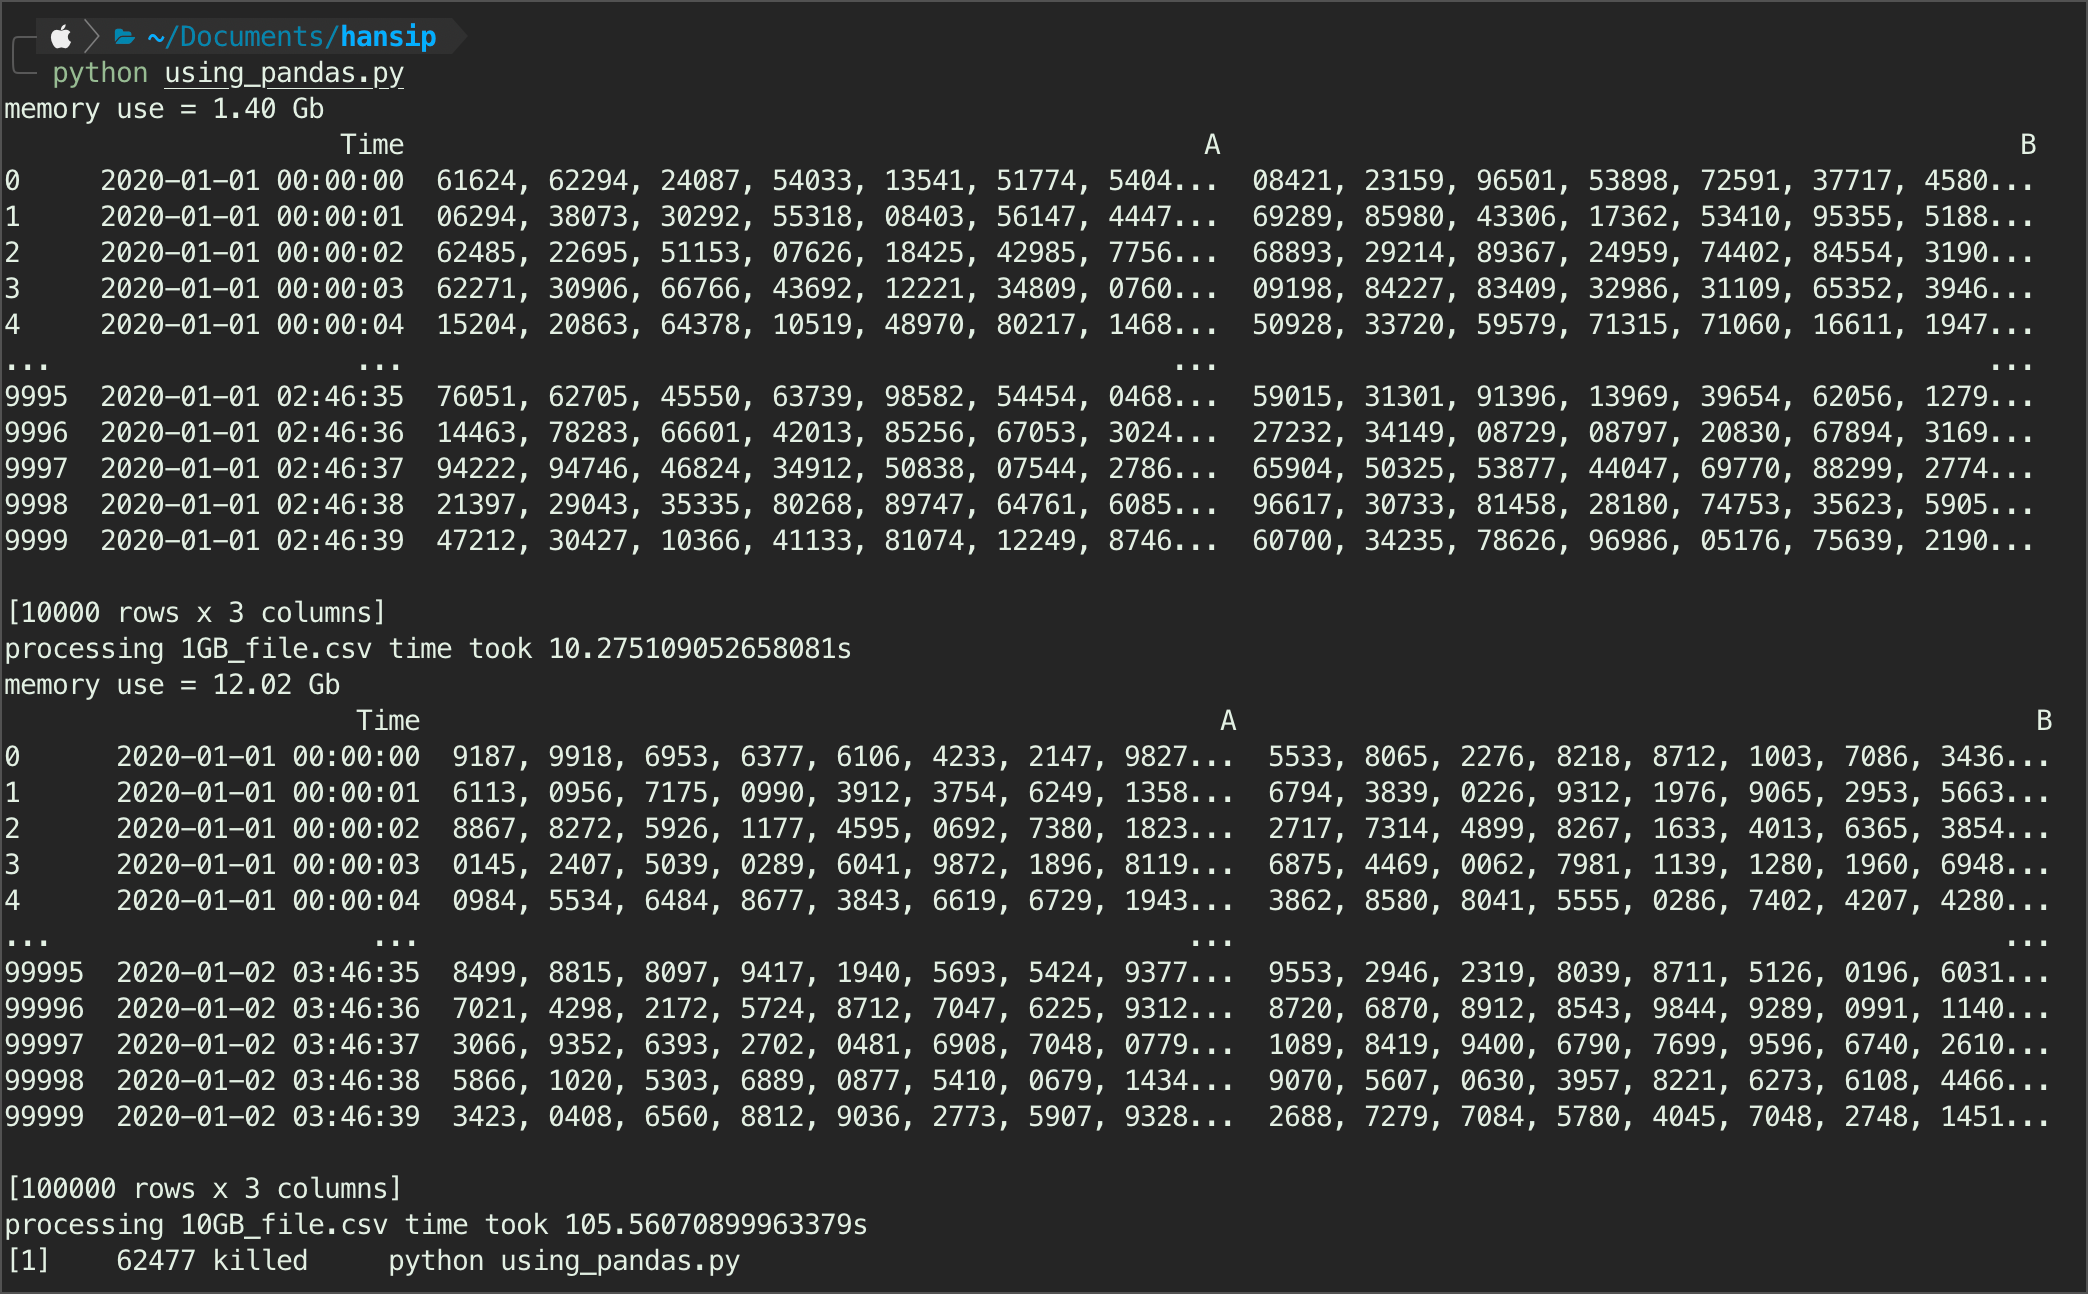 ~/Documents/hansip
python using_pandas.py
memory use = 1.40 Gb
Time A B
0 2020-01-01 00:00:00 61624, 62294, 24087, 54033, 13541, 51774, 5404... 08421, 23159, 96501, 53898, 72591, 37717, 4580...
1 2020-01-01 00:00:01 06294, 38073, 30292, 55318, 08403, 56147, 4447... 69289, 85980, 43306, 17362, 53410, 95355, 5188...
2 2020-01-01 00:00:02 62485, 22695, 51153, 07626, 18425, 42985, 7756... 68893, 29214, 89367, 24959, 74402, 84554, 3190...
3 2020-01-01 00:00:03 62271, 30906, 66766, 43692, 12221, 34809, 0760... 09198, 84227, 83409, 32986, 31109, 65352, 3946...
4 2020-01-01 00:00:04 15204, 20863, 64378, 10519, 48970, 80217, 1468... 50928, 33720, 59579, 71315, 71060, 16611, 1947...
... ... ... ...
9995 2020-01-01 02:46:35 76051, 62705, 45550, 63739, 98582, 54454, 0468... 59015, 31301, 91396, 13969, 39654, 62056, 1279...
9996 2020-01-01 02:46:36 14463, 78283, 66601, 42013, 85256, 67053, 3024... 27232, 34149, 08729, 08797, 20830, 67894, 3169...
9997 2020-01-01 02:46:37 94222, 94746, 46824, 34912, 50838, 07544, 2786... 65904, 50325, 53877, 44047, 69770, 88299, 2774...
9998 2020-01-01 02:46:38 21397, 29043, 35335, 80268, 89747, 64761, 6085... 96617, 30733, 81458, 28180, 74753, 35623, 5905...
9999 2020-01-01 02:46:39 47212, 30427, 10366, 41133, 81074, 12249, 8746... 60700, 34235, 78626, 96986, 05176, 75639, 2190...
[10000 rows x 3 columns]
processing 1GB_file.csv time took 10.275109052658081s
memory use = 12.02 Gb
Time A B
0 2020-01-01 00:00:00 9187, 9918, 6953, 6377, 6106, 4233, 2147, 9827... 5533, 8065, 2276, 8218, 8712, 1003, 7086, 3436...
1 2020-01-01 00:00:01 6113, 0956, 7175, 0990, 3912, 3754, 6249, 1358... 6794, 3839, 0226, 9312, 1976, 9065, 2953, 5663...
2 2020-01-01 00:00:02 8867, 8272, 5926, 1177, 4595, 0692, 7380, 1823... 2717, 7314, 4899, 8267, 1633, 4013, 6365, 3854...
3 2020-01-01 00:00:03 0145, 2407, 5039, 0289, 6041, 9872, 1896, 8119... 6875, 4469, 0062, 7981, 1139, 1280, 1960, 6948...
4 2020-01-01 00:00:04 0984, 5534, 6484, 8677, 3843, 6619, 6729, 1943... 3862, 8580, 8041, 5555, 0286, 7402, 4207, 4280...
... ... ... ...
99995 2020-01-02 03:46:35 8499, 8815, 8097, 9417, 1940, 5693, 5424, 9377... 9553, 2946, 2319, 8039, 8711, 5126, 0196, 6031...
99996 2020-01-02 03:46:36 7021, 4298, 2172, 5724, 8712, 7047, 6225, 9312... 8720, 6870, 8912, 8543, 9844, 9289, 0991, 1140...
99997 2020-01-02 03:46:37 3066, 9352, 6393, 2702, 0481, 6908, 7048, 0779... 1089, 8419, 9400, 6790, 7699, 9596, 6740, 2610...
99998 2020-01-02 03:46:38 5866, 1020, 5303, 6889, 0877, 5410, 0679, 1434... 9070, 5607, 0630, 3957, 8221, 6273, 6108, 4466...
99999 2020-01-02 03:46:39 3423, 0408, 6560, 8812, 9036, 2773, 5907, 9328... 2688, 7279, 7084, 5780, 4045, 7048, 2748, 1451...
[100000 rows x 3 columns]
processing 10GB_file.csv time took 105.56070899963379s
[1] 62477 killed python using_pandas.py